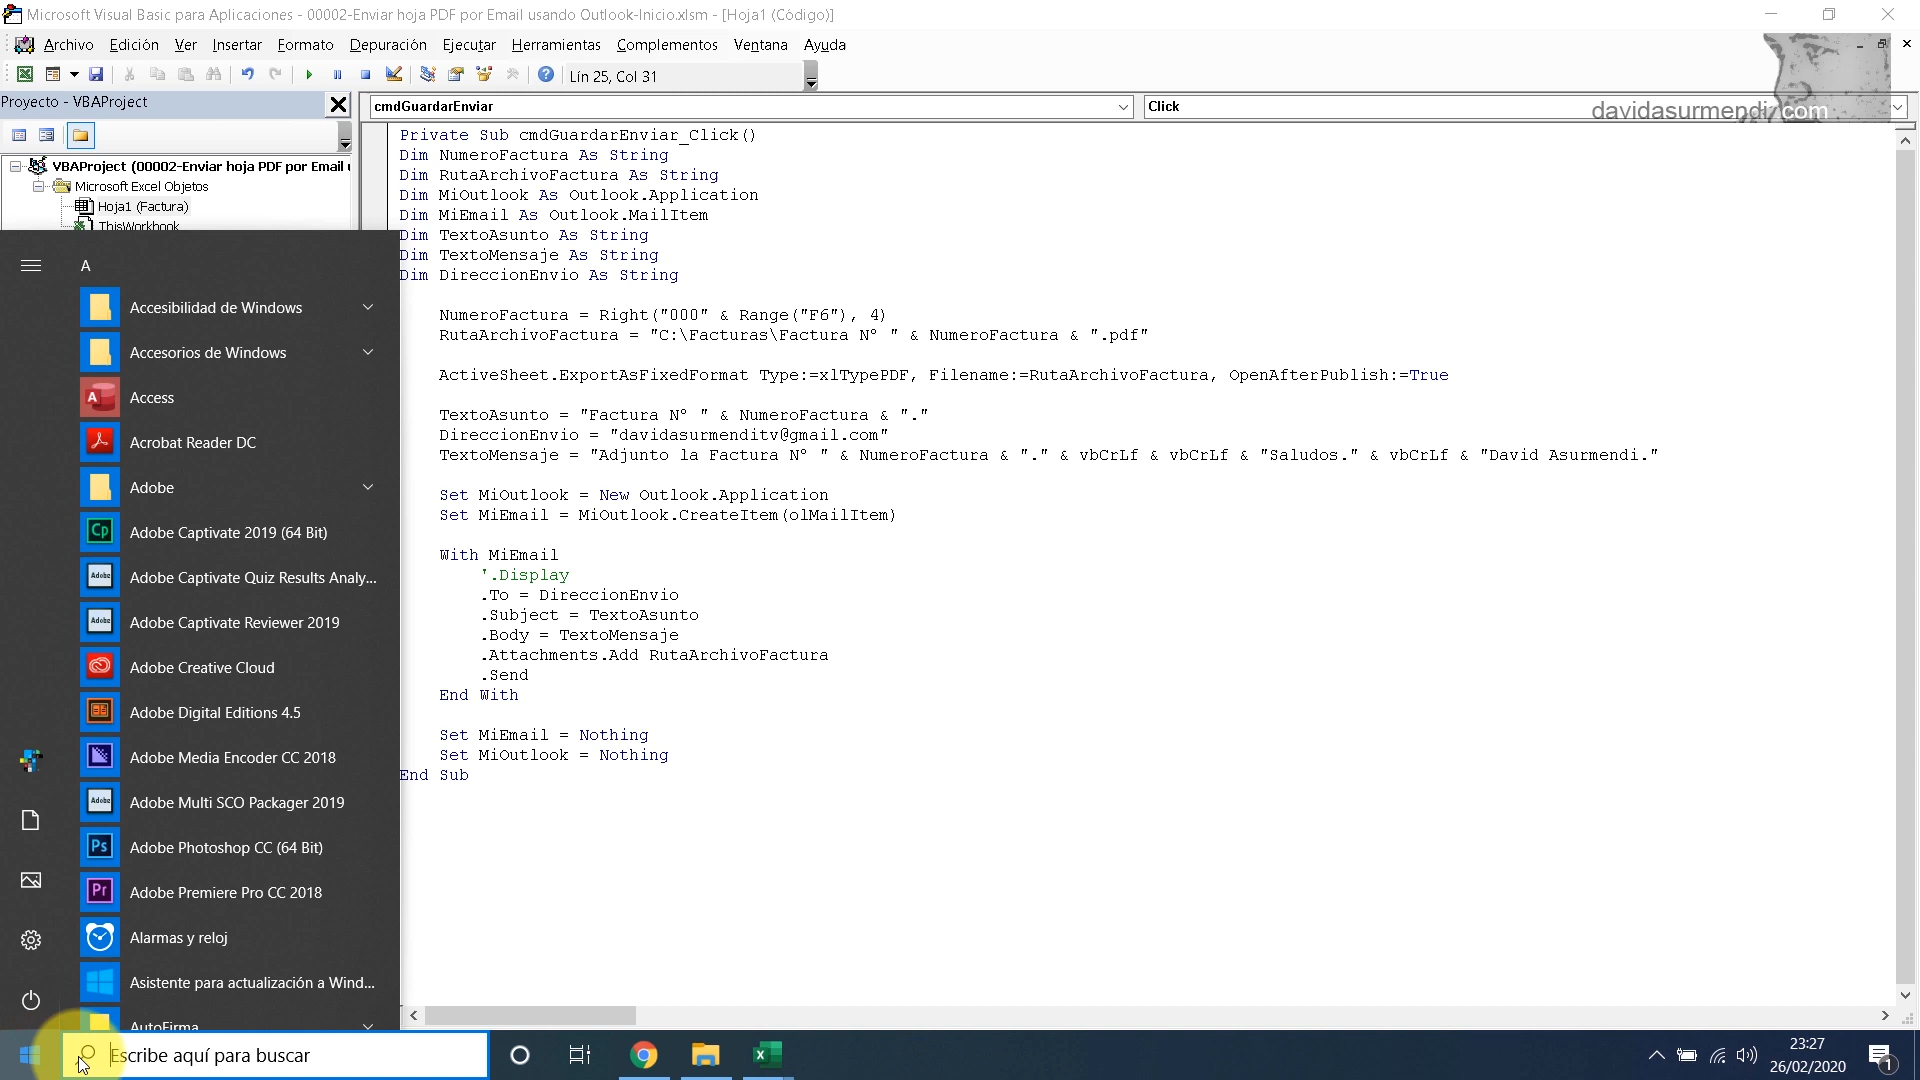 Microsoft Visual Basic para Aplicaciones - 00002-Enviar hoja PDF por Email usando Outlook-Inicio.xlsm - [Hoja1 (Código)]
Archivo Edición Ver Insertar Formato Depuración Ejecutar Herramientas Complementos Ventana Ayuda
Lín 25, Col 31
Proyecto - VBAProject
cmdGuardarEnviar
Click
davidasurmendi.com
VBAProject (00002-Enviar hoja PDF por Email
Microsoft Excel Objetos
Hoja1 (Factura)
ThisWorkbook
Private Sub cmdGuardarEnviar_Click()
Dim NumeroFactura As String
Dim RutaArchivoFactura As String
Dim MiOutlook As Outlook.Application
Dim MiEmail As Outlook.MailItem
Dim TextoAsunto As String
Dim TextoMensaje As String
Dim DireccionEnvio As String
NumeroFactura = Right("000" & Range("F6"), 4)
RutaArchivoFactura = "C:\Facturas\Factura Nº " & NumeroFactura & ".pdf"
ActiveSheet.ExportAsFixedFormat Type:=xlTypePDF, Filename:=RutaArchivoFactura, OpenAfterPublish:=True
TextoAsunto = "Factura Nº " & NumeroFactura & "."
DireccionEnvio = "davidasurmenditv@gmail.com"
TextoMensaje = "Adjunto la Factura Nº " & NumeroFactura & "." & vbCrLf & vbCrLf & "Saludos." & vbCrLf & "David Asurmendi."
Set MiOutlook = New Outlook.Application
Set MiEmail = MiOutlook.CreateItem(olMailItem)
With MiEmail
'.Display
.To = DireccionEnvio
.Subject = TextoAsunto
.Body = TextoMensaje
.Attachments.Add RutaArchivoFactura
.Send
End With
Set MiEmail = Nothing
Set MiOutlook = Nothing
End Sub
A
Accesibilidad de Windows
Accesorios de Windows
Access
Acrobat Reader DC
Adobe
Adobe Captivate 2019 (64 Bit)
Adobe Captivate Quiz Results Analy...
Adobe Captivate Reviewer 2019
Adobe Creative Cloud
Adobe Digital Editions 4.5
Adobe Media Encoder CC 2018
Adobe Multi SCO Packager 2019
Adobe Photoshop CC (64 Bit)
Adobe Premiere Pro CC 2018
Alarmas y reloj
Asistente para actualización a Wind...
AutoFirma
Escribe aquí para buscar
23:27
26/02/2020
1